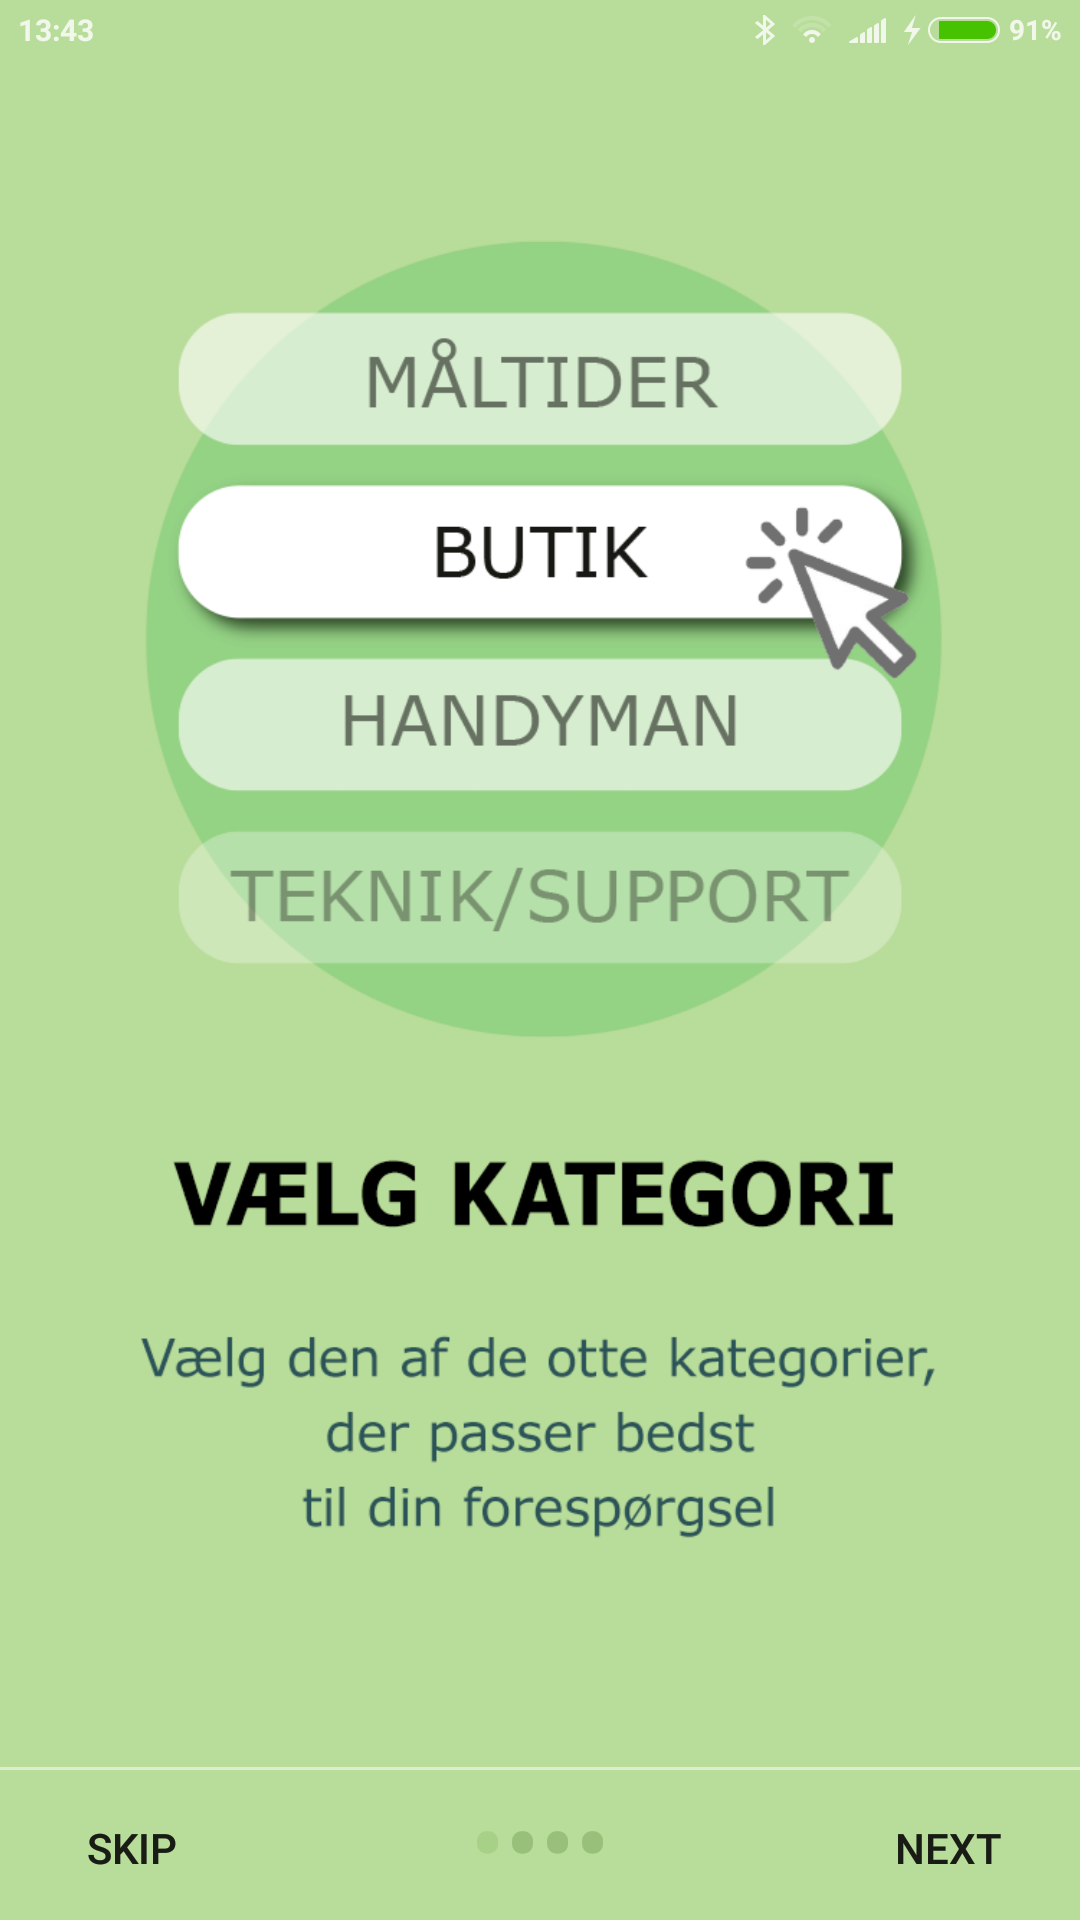 13:43
91%
MÅLTIDER
BUTIK
HANDYMAN
TEKNIK/SUPPORT
VÆLG KATEGORI
Vælg den af de otte kategorier,
der passer bedst
til din forespørgsel
SKIP
NEXT